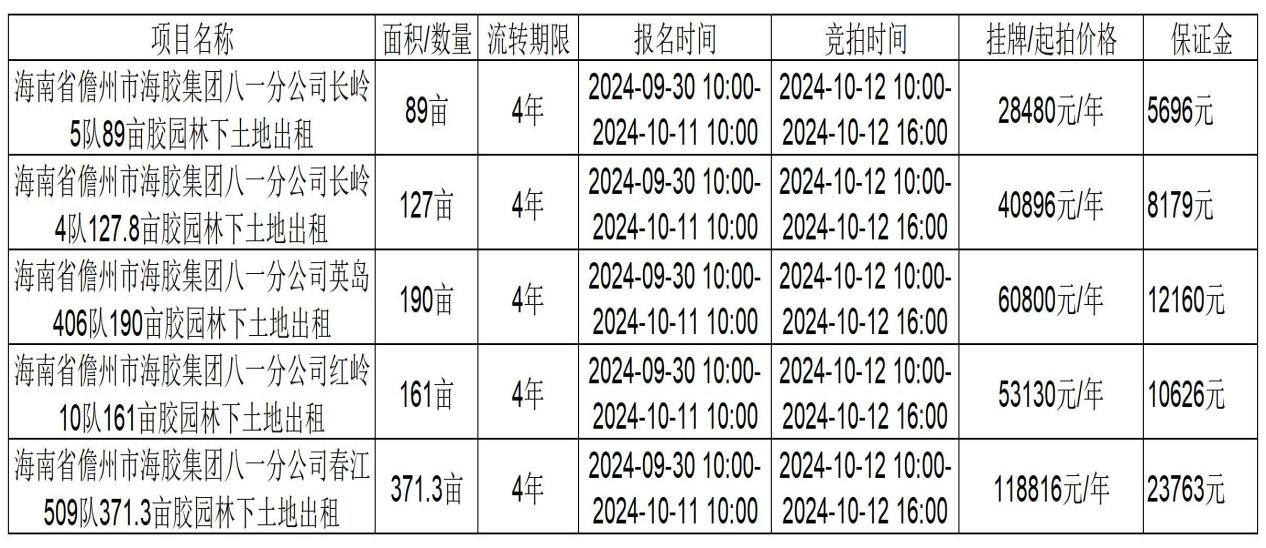 项目名称 面积/数量 流转期限 报名时间 竞拍时间 挂牌/起拍价格 保证金
海南省儋州市海胶集团八一分公司长岭
5队89亩胶园林下土地出租
89亩
4年
2024-09-30 10:00-
2024-10-11 10:00
2024-10-12 10:00-
2024-10-12 16:00
28480元/年
5696元
海南省儋州市海胶集团八一分公司长岭
4队127.8亩胶园林下土地出租
127亩
4年
2024-09-30 10:00-
2024-10-11 10:00
2024-10-12 10:00-
2024-10-12 16:00
40896元/年
8179元
海南省儋州市海胶集团八一分公司英岛
406队190亩胶园林下土地出租
190亩
4年
2024-09-30 10:00-
2024-10-11 10:00
2024-10-12 10:00-
2024-10-12 16:00
60800元/年
12160元
海南省儋州市海胶集团八一分公司红岭
10队161亩胶园林下土地出租
161亩
4年
2024-09-30 10:00-
2024-10-11 10:00
2024-10-12 10:00-
2024-10-12 16:00
53130元/年
10626元
海南省儋州市海胶集团八一分公司春江
509队371.3亩胶园林下土地出租
371.3亩
4年
2024-09-30 10:00-
2024-10-11 10:00
2024-10-12 10:00-
2024-10-12 16:00
118816元/年
23763元